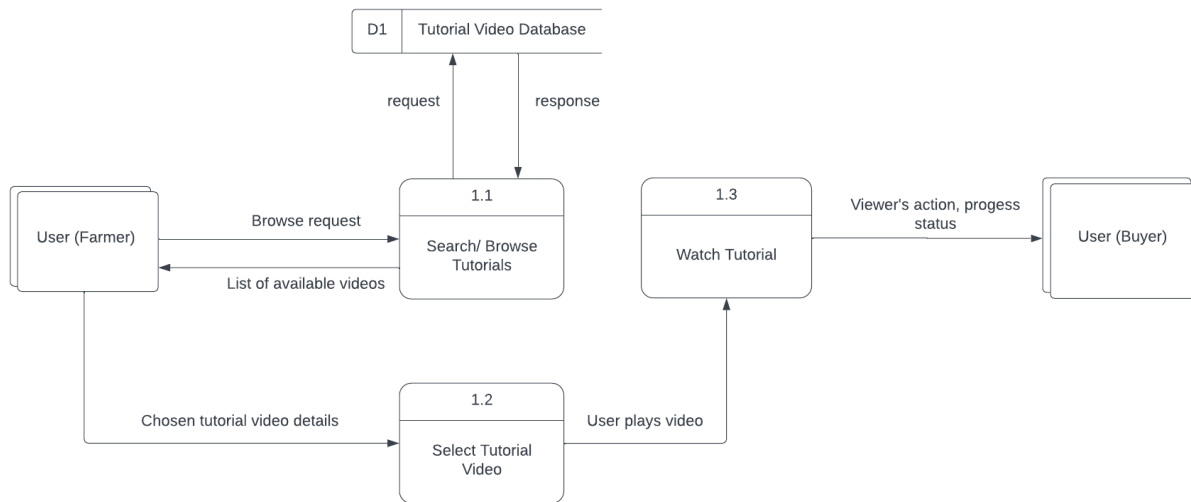 D1 Tutorial Video Database
request
response
1.1
Search/ Browse
Tutorials
1.3
Watch Tutorial
User (Farmer)
Browse request
List of available videos
Viewer's action, progess
status
User (Buyer)
Chosen tutorial video details
1.2
Select Tutorial
Video
User plays video